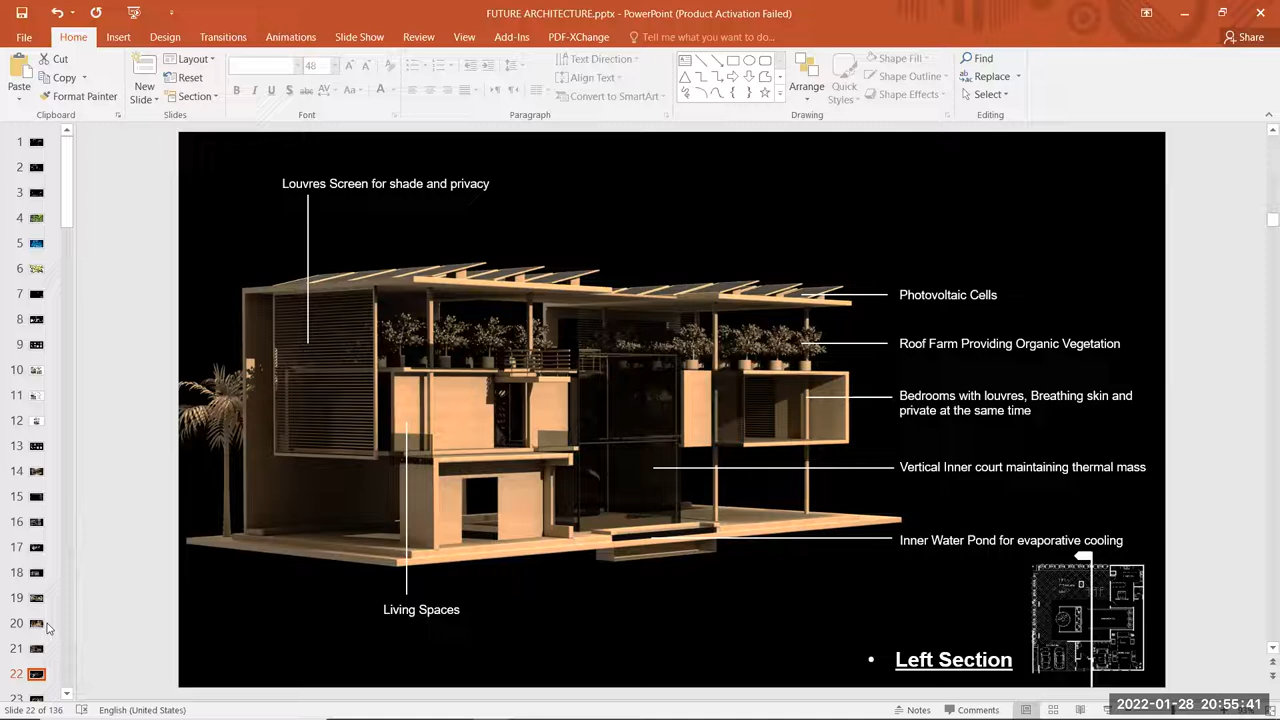 FUTURE ARCHITECTURE.pptx - PowerPoint (Product Activation Failed)
File Home Insert Design Transitions Animations Slide Show Review View Add-Ins PDF-XChange Tell me what you want to do... Share
Paste
Cut
Copy
Format Painter
Clipboard
New Slide
Layout
Reset
Section
Slides
48
B I U S abc AV Aa A
Font
Text Direction
Align Text
Convert to SmartArt
Paragraph
Arrange
Quick Styles
Shape Fill
Shape Outline
Shape Effects
Drawing
Find
Replace
Select
Editing
1
2
3
4
5
6
7
8
9
10
11
12
13
14
15
16
17
18
19
20
21
22
23
Louvres Screen for shade and privacy
Photovoltaic Cells
Roof Farm Providing Organic Vegetation
Bedrooms with louvres, Breathing skin and
private at the same time
Vertical Inner court maintaining thermal mass
Inner Water Pond for evaporative cooling
Living Spaces
• Left Section
Slide 22 of 136 English (United States) Notes Comments
2022-01-28 20:55:41